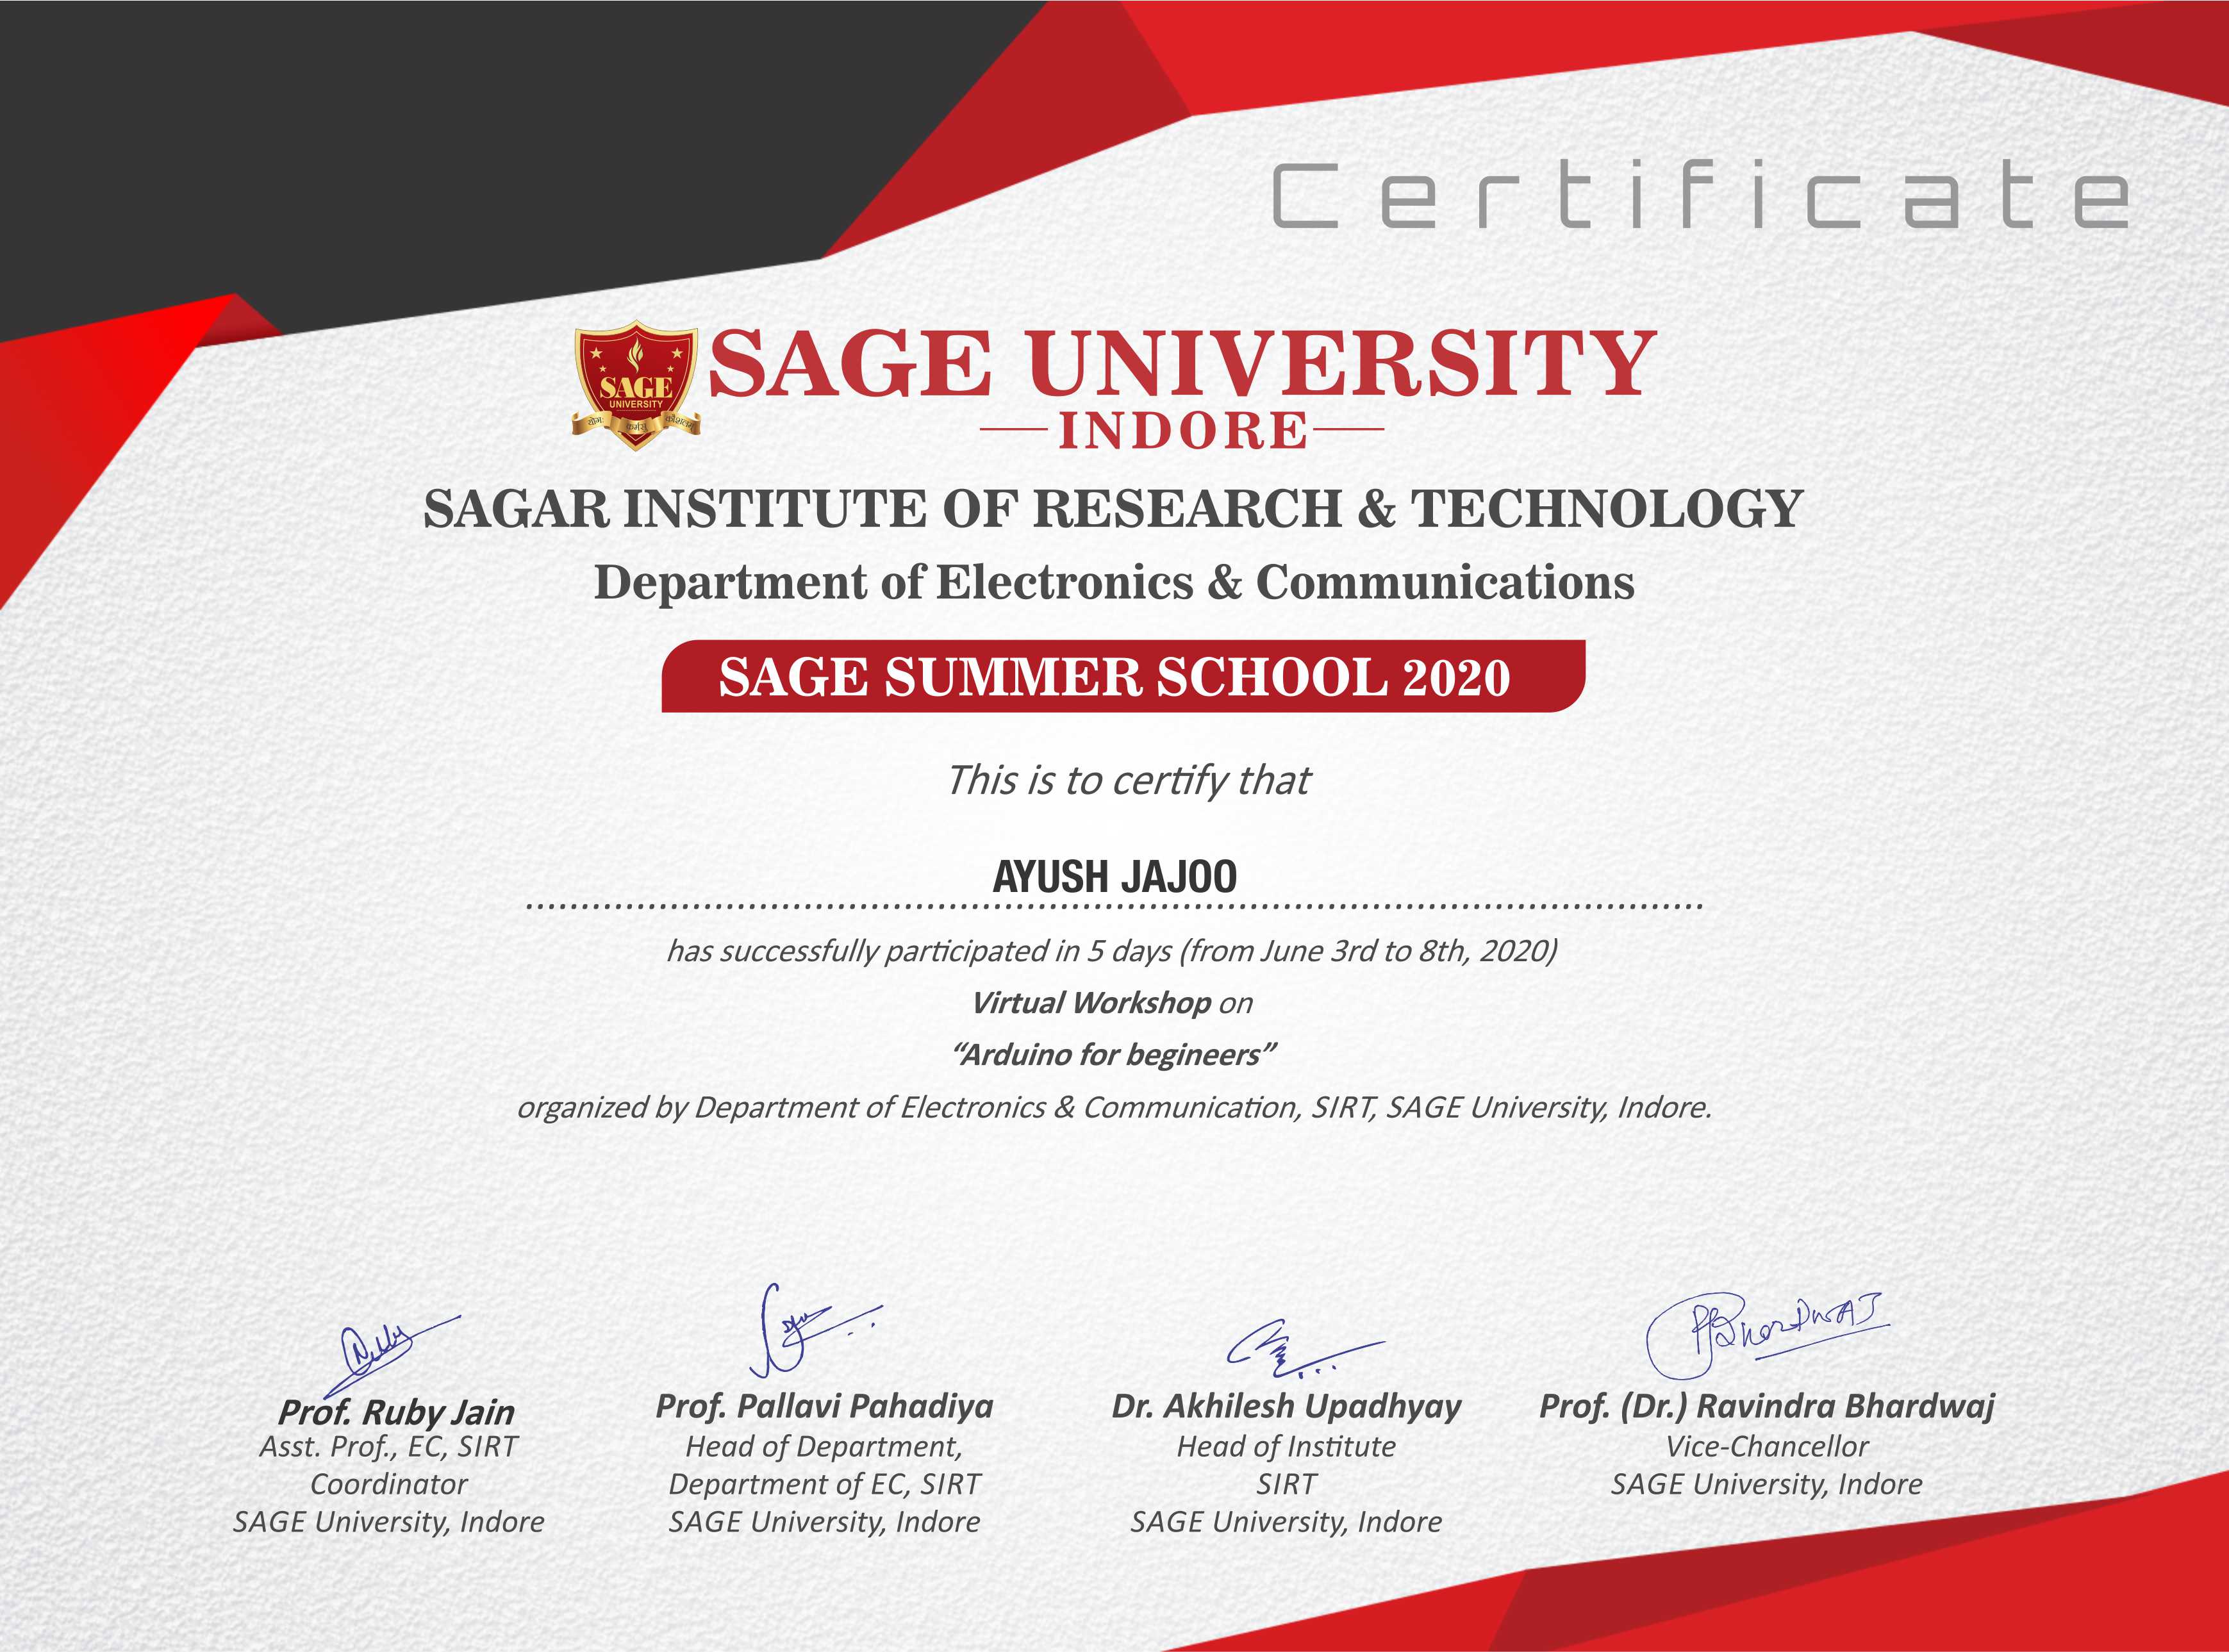 Certificate
SAGE
UNIVERSITY
योगः कर्मसु कौशलम्
SAGE UNIVERSITY
INDORE
SAGAR INSTITUTE OF RESEARCH & TECHNOLOGY
Department of Electronics & Communications
SAGE SUMMER SCHOOL 2020
This is to certify that
AYUSH JAJOO
has successfully participated in 5 days (from June 3rd to 8th, 2020)
Virtual Workshop on
“Arduino for begineers”
organized by Department of Electronics & Communication, SIRT, SAGE University, Indore.
Prof. Ruby Jain
Asst. Prof., EC, SIRT
Coordinator
SAGE University, Indore
Prof. Pallavi Pahadiya
Head of Department,
Department of EC, SIRT
SAGE University, Indore
Dr. Akhilesh Upadhyay
Head of Institute
SIRT
SAGE University, Indore
Prof. (Dr.) Ravindra Bhardwaj
Vice-Chancellor
SAGE University, Indore